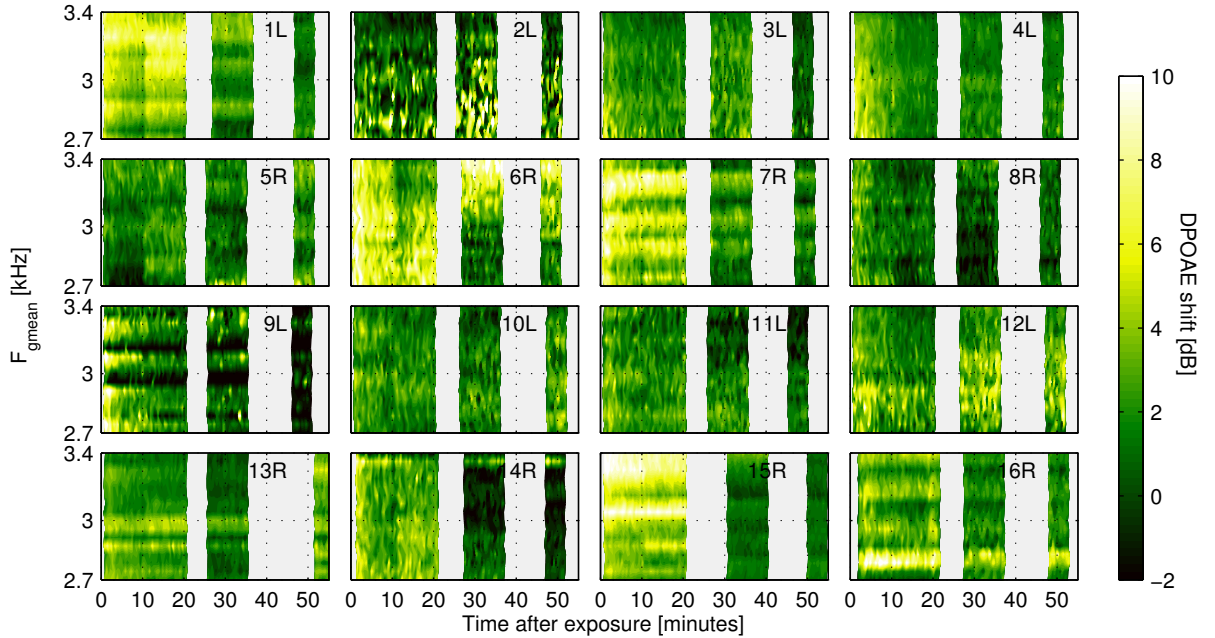 3.4 1L 2L 3L 4L
3
2.7
10
8
6
4
2
0
−2
DPOAE shift [dB]
3.4 5R 6R 7R 8R
3
2.7
F_gmean [kHz]
3.4 9L 10L 11L 12L
3
2.7
3.4 13R 14R 15R 16R
3
2.7
0 10 20 30 40 50 0 10 20 30 40 50 0 10 20 30 40 50 0 10 20 30 40 50
Time after exposure [minutes]